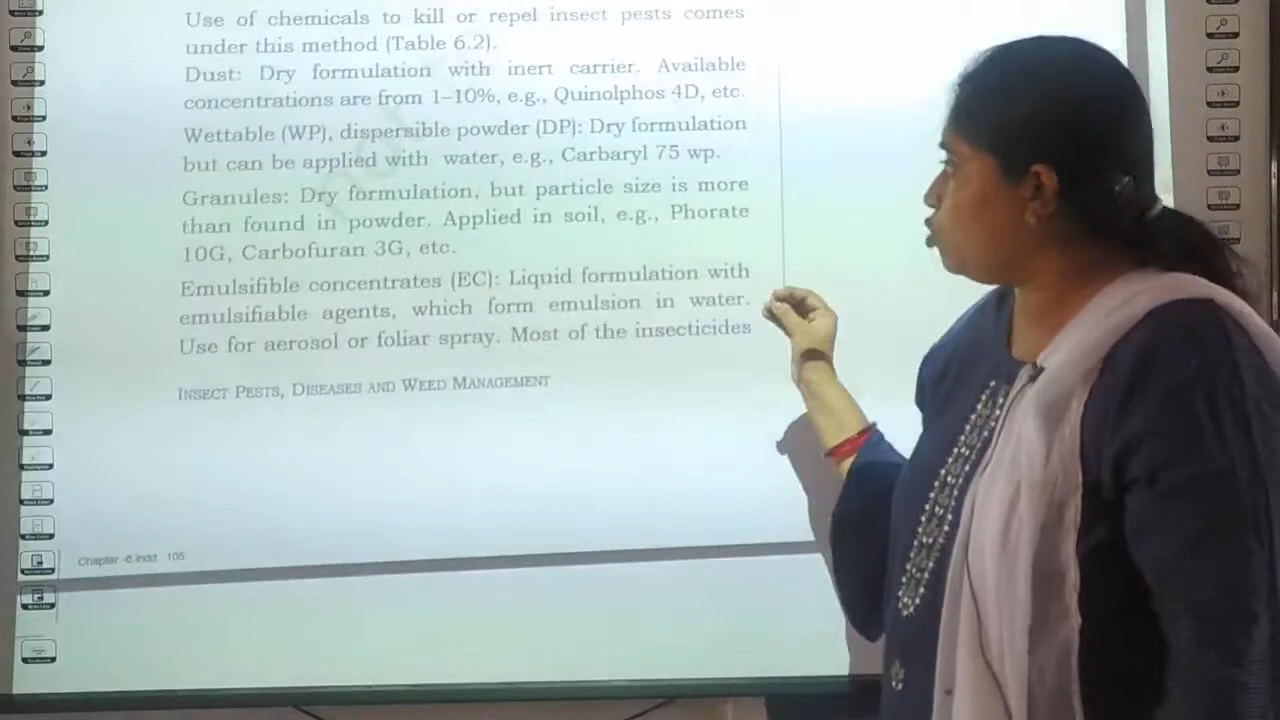 Use of chemicals to kill or repel insect pests comes
under this method (Table 6.2).
Dust: Dry formulation with inert carrier. Available
concentrations are from 1–10%, e.g., Quinolphos 4D, etc.
Wettable (WP), dispersible powder (DP): Dry formulation
but can be applied with water, e.g., Carbaryl 75 wp.
Granules: Dry formulation, but particle size is more
than found in powder. Applied in soil, e.g., Phorate
10G, Carbofuran 3G, etc.
Emulsifible concentrates (EC): Liquid formulation with
emulsifiable agents, which form emulsion in water.
Use for aerosol or foliar spray. Most of the insecticides
INSECT PESTS, DISEASES AND WEED MANAGEMENT
Chapter -6.indd 105